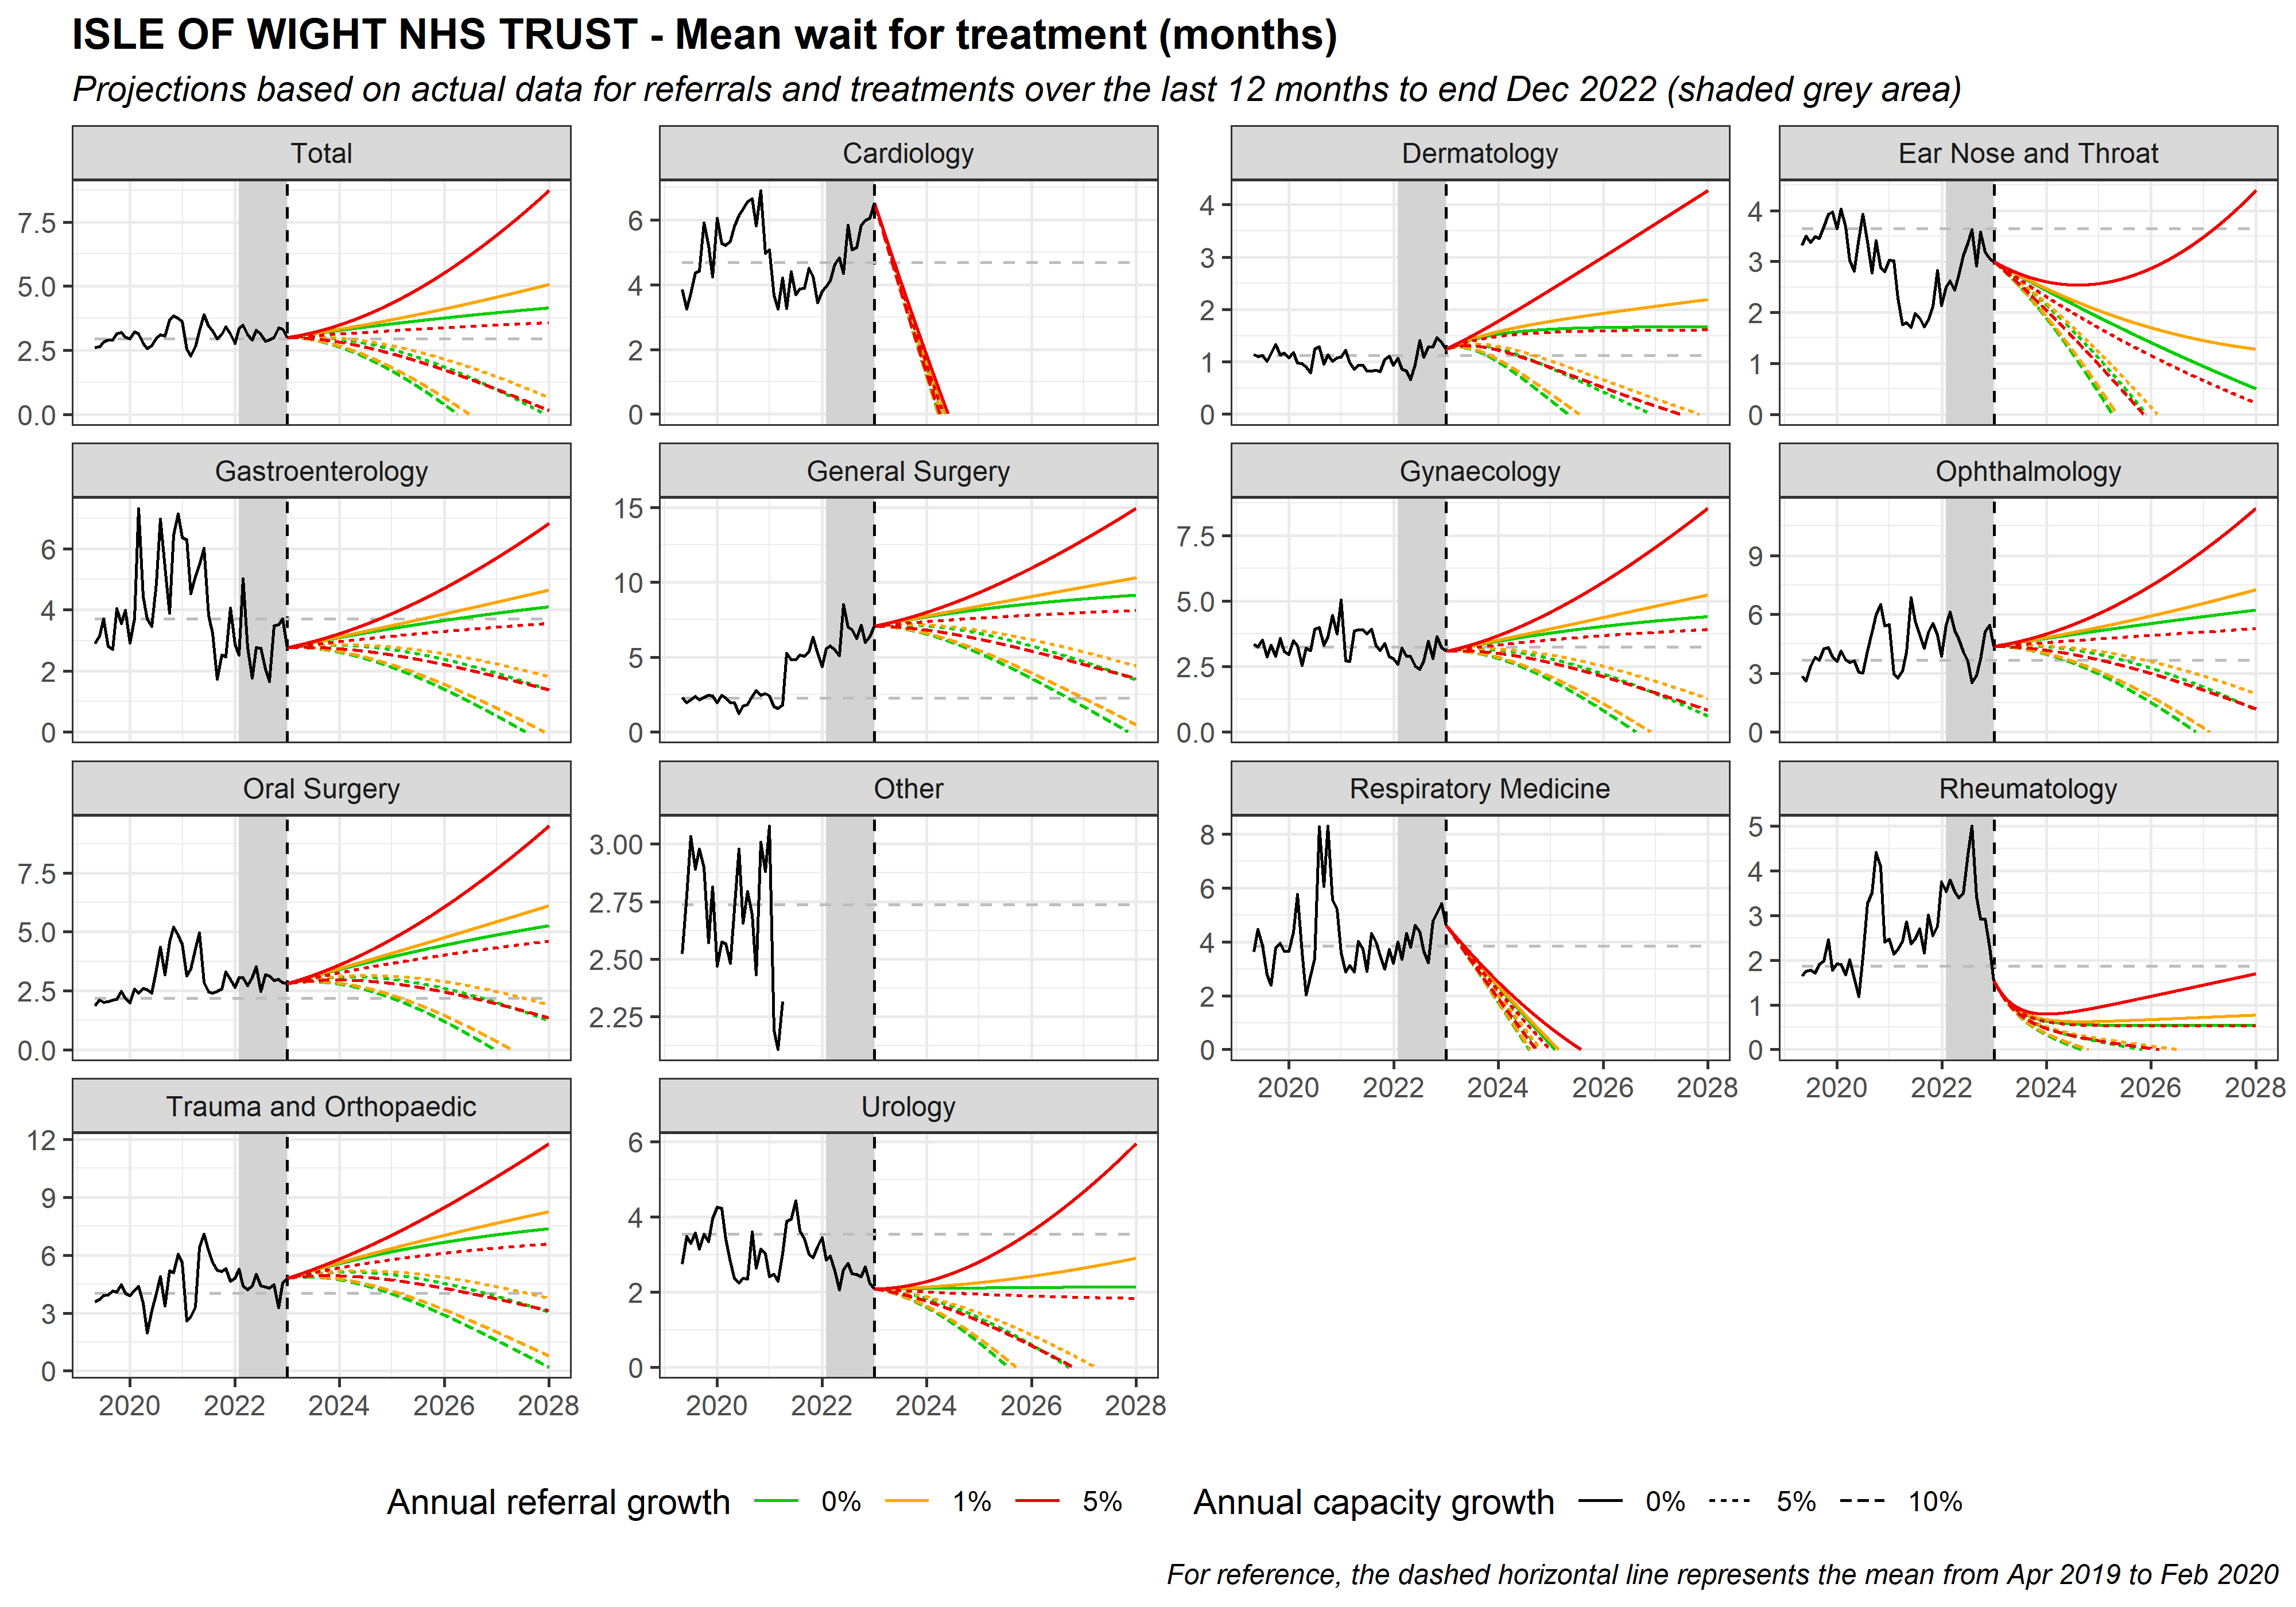 ISLE OF WIGHT NHS TRUST - Mean wait for treatment (months)
Projections based on actual data for referrals and treatments over the last 12 months to end Dec 2022 (shaded grey area)
Total
Cardiology
Dermatology
Ear Nose and Throat
7.5
5.0
2.5
0.0
6
4
2
0
4
3
2
1
0
4
3
2
1
0
Gastroenterology
General Surgery
Gynaecology
Ophthalmology
6
4
2
0
15
10
5
0
7.5
5.0
2.5
0.0
9
6
3
0
Oral Surgery
Other
Respiratory Medicine
Rheumatology
7.5
5.0
2.5
0.0
3.00
2.75
2.50
2.25
8
6
4
2
0
5
4
3
2
1
0
2020 2022 2024 2026 2028
2020 2022 2024 2026 2028
Trauma and Orthopaedic
Urology
12
9
6
3
0
6
4
2
0
2020 2022 2024 2026 2028
2020 2022 2024 2026 2028
Annual referral growth 0% 1% 5%
Annual capacity growth 0% 5% 10%
For reference, the dashed horizontal line represents the mean from Apr 2019 to Feb 2020